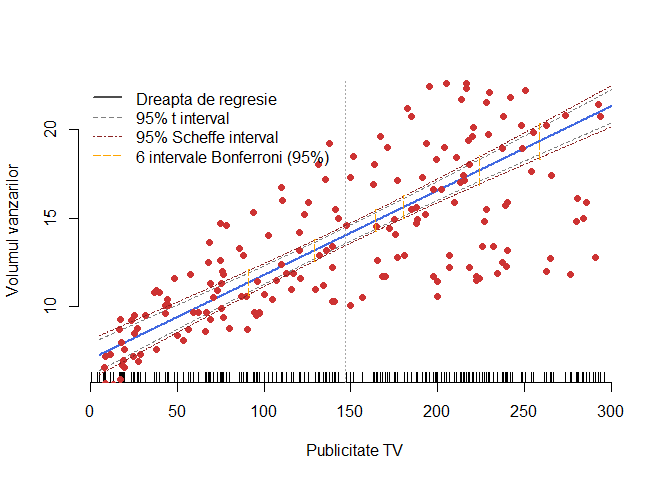 Dreapta de regresie
95% t interval
95% Scheffe interval
6 intervale Bonferroni (95%)
Volumul vanzarilor
20
15
10
0 50 100 150 200 250 300
Publicitate TV